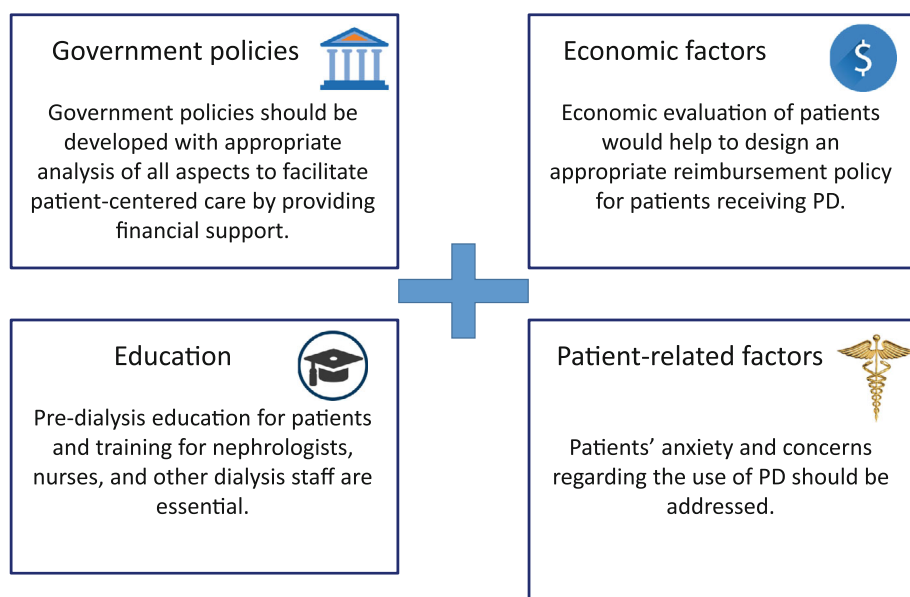 Government policies
Government policies should be
developed with appropriate
analysis of all aspects to facilitate
patient-centered care by providing
financial support.
Economic factors
$
Economic evaluation of patients
would help to design an
appropriate reimbursement policy
for patients receiving PD.
Education
Pre-dialysis education for patients
and training for nephrologists,
nurses, and other dialysis staff are
essential.
Patient-related factors
Patients’ anxiety and concerns
regarding the use of PD should be
addressed.